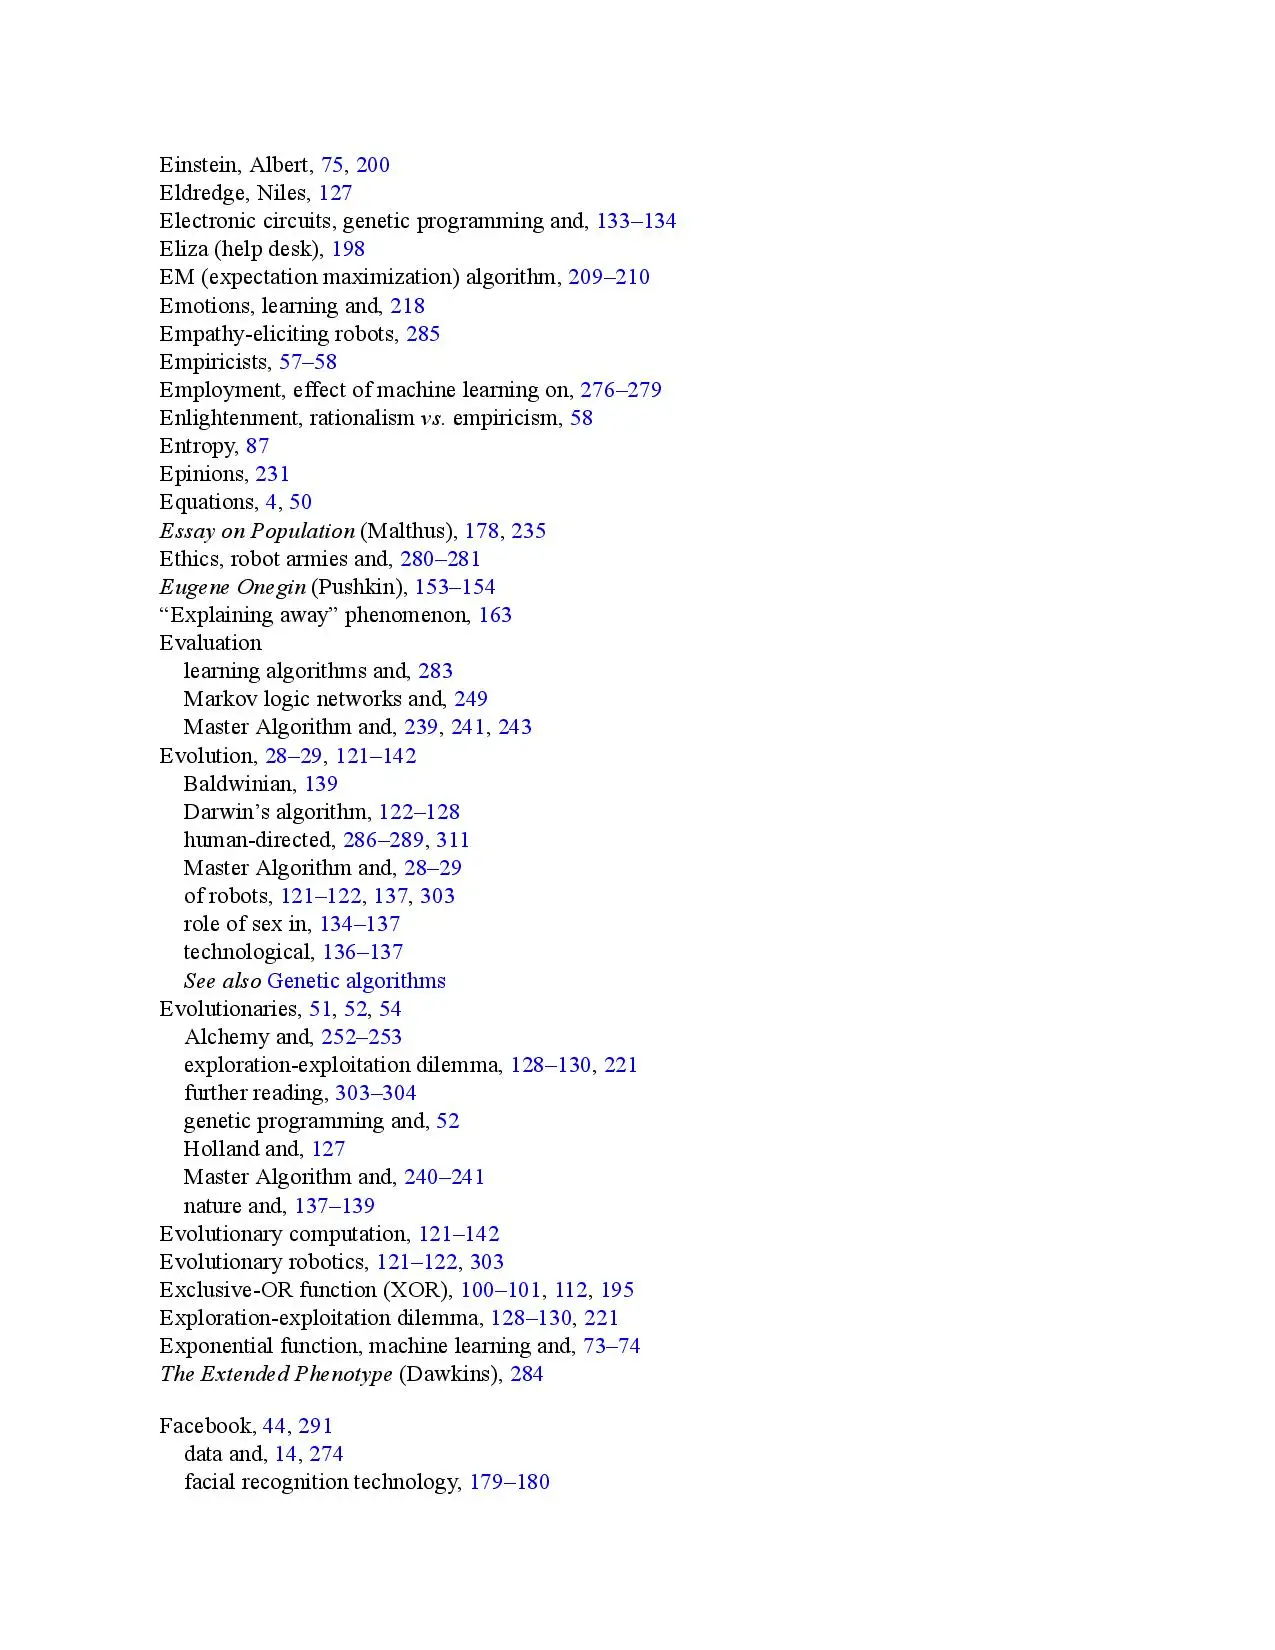 Einstein, Albert, 75, 200
Eldredge, Niles, 127
Electronic circuits, genetic programming and, 133–134
Eliza (help desk), 198
EM (expectation maximization) algorithm, 209–210
Emotions, learning and, 218
Empathy-eliciting robots, 285
Empiricists, 57–58
Employment, effect of machine learning on, 276–279
Enlightenment, rationalism vs. empiricism, 58
Entropy, 87
Epinions, 231
Equations, 4, 50
Essay on Population (Malthus), 178, 235
Ethics, robot armies and, 280–281
Eugene Onegin (Pushkin), 153–154
“Explaining away” phenomenon, 163
Evaluation
learning algorithms and, 283
Markov logic networks and, 249
Master Algorithm and, 239, 241, 243
Evolution, 28–29, 121–142
Baldwinian, 139
Darwin’s algorithm, 122–128
human-directed, 286–289, 311
Master Algorithm and, 28–29
of robots, 121–122, 137, 303
role of sex in, 134–137
technological, 136–137
See also Genetic algorithms
Evolutionaries, 51, 52, 54
Alchemy and, 252–253
exploration-exploitation dilemma, 128–130, 221
further reading, 303–304
genetic programming and, 52
Holland and, 127
Master Algorithm and, 240–241
nature and, 137–139
Evolutionary computation, 121–142
Evolutionary robotics, 121–122, 303
Exclusive-OR function (XOR), 100–101, 112, 195
Exploration-exploitation dilemma, 128–130, 221
Exponential function, machine learning and, 73–74
The Extended Phenotype (Dawkins), 284
Facebook, 44, 291
data and, 14, 274
facial recognition technology, 179–180